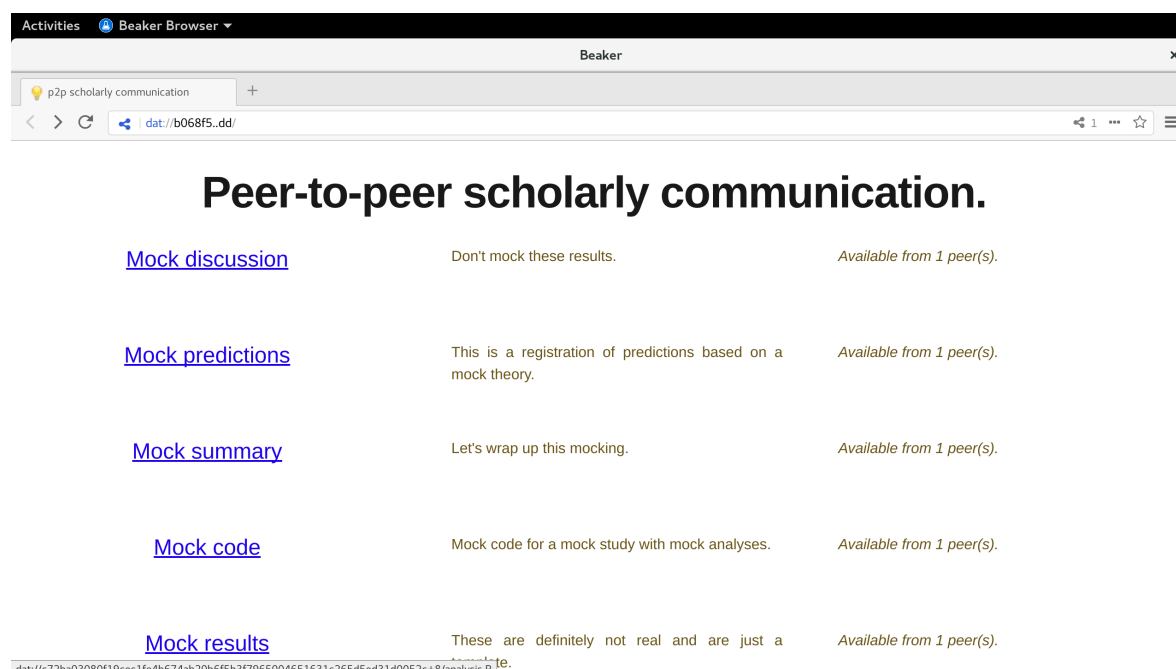 Activities Beaker Browser
Beaker
p2p scholarly communication
dat://b068f5..dd/
1
Peer-to-peer scholarly communication.
Mock discussion Don't mock these results. Available from 1 peer(s).
Mock predictions This is a registration of predictions based on a Available from 1 peer(s).
mock theory.
Mock summary Let's wrap up this mocking. Available from 1 peer(s).
Mock code Mock code for a mock study with mock analyses. Available from 1 peer(s).
Mock results These are definitely not real and are just a Available from 1 peer(s).